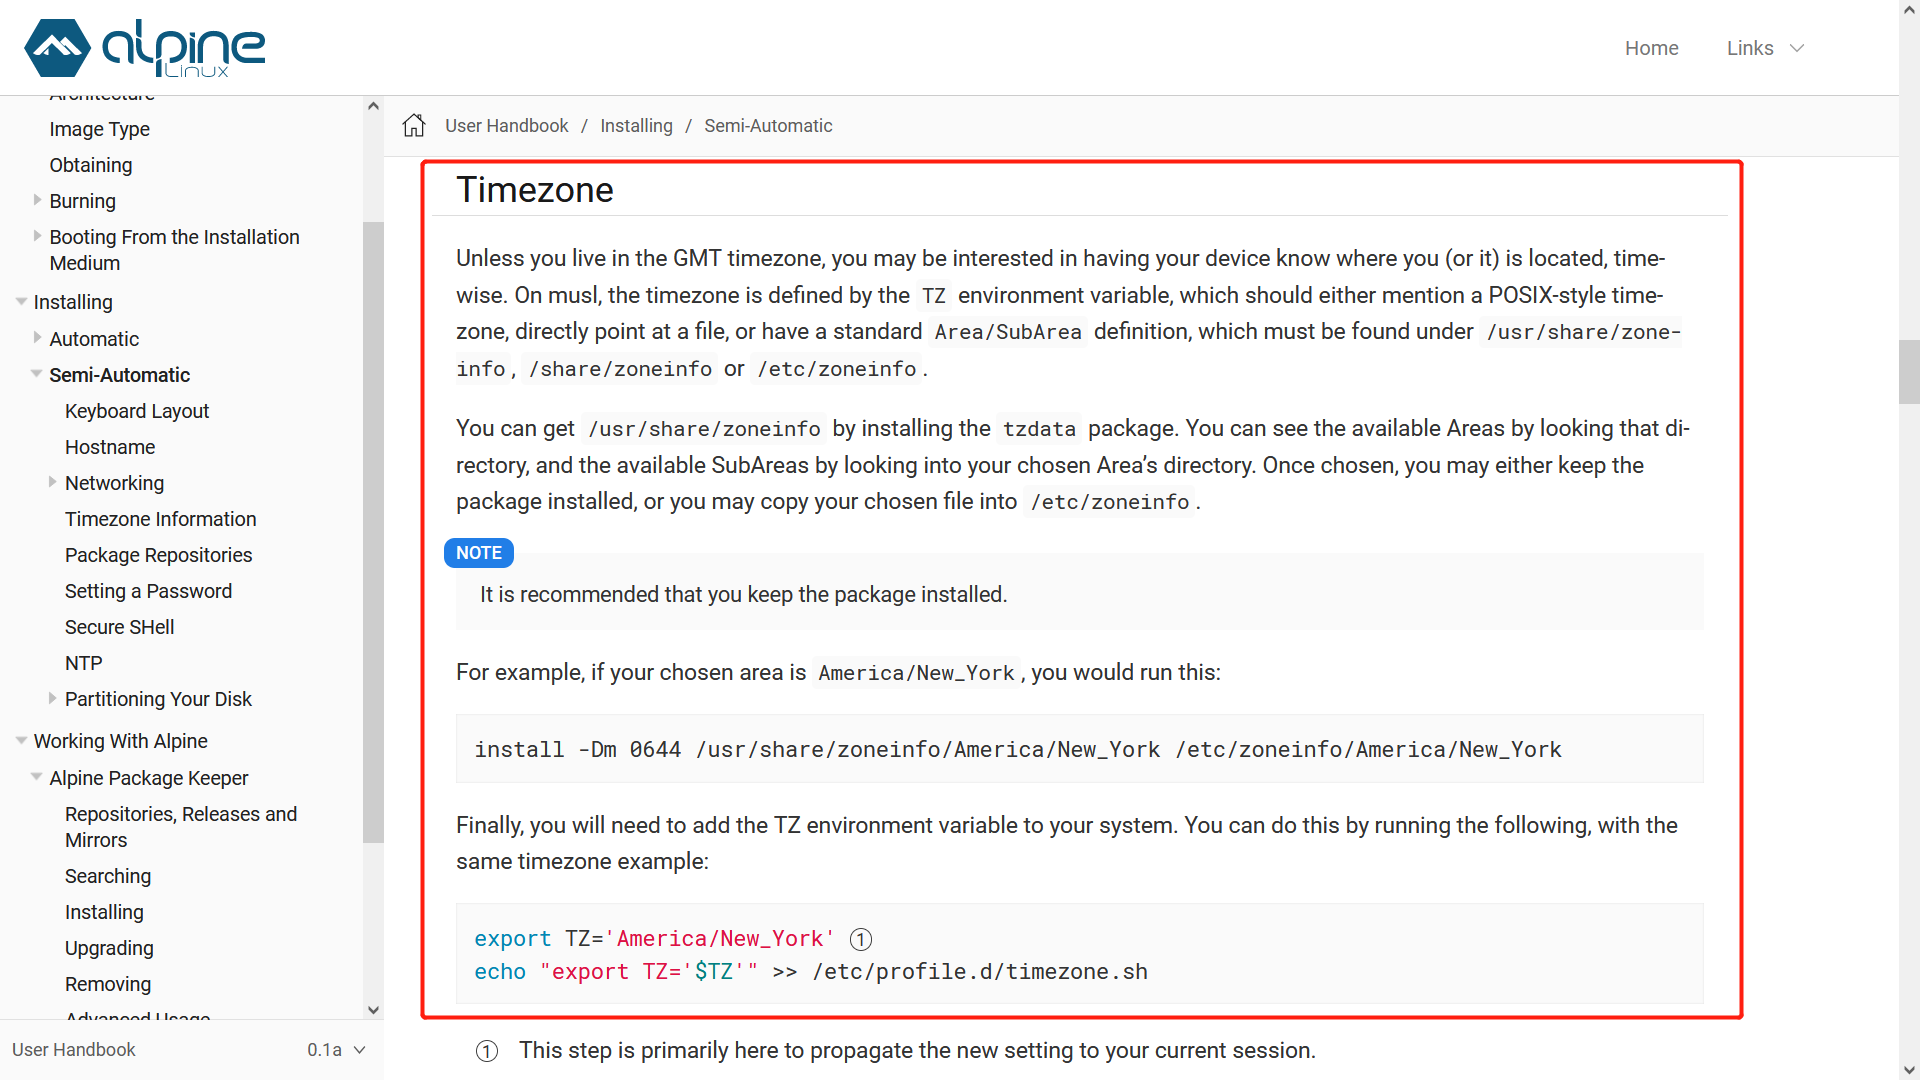 alpine
Linux
Home
Links
Architecture
Image Type
Obtaining
Burning
Booting From the Installation
Medium
Installing
Automatic
Semi-Automatic
Keyboard Layout
Hostname
Networking
Timezone Information
Package Repositories
Setting a Password
Secure SHell
NTP
Partitioning Your Disk
Working With Alpine
Alpine Package Keeper
Repositories, Releases and
Mirrors
Searching
Installing
Upgrading
Removing
Advanced Usage
User Handbook
0.1a
User Handbook / Installing / Semi-Automatic
Timezone
Unless you live in the GMT timezone, you may be interested in having your device know where you (or it) is located, time-
wise. On musl, the timezone is defined by the TZ environment variable, which should either mention a POSIX-style time-
zone, directly point at a file, or have a standard Area/SubArea definition, which must be found under /usr/share/zone-
info, /share/zoneinfo or /etc/zoneinfo.
You can get /usr/share/zoneinfo by installing the tzdata package. You can see the available Areas by looking that di-
rectory, and the available SubAreas by looking into your chosen Area’s directory. Once chosen, you may either keep the
package installed, or you may copy your chosen file into /etc/zoneinfo.
NOTE
It is recommended that you keep the package installed.
For example, if your chosen area is America/New_York, you would run this:
install -Dm 0644 /usr/share/zoneinfo/America/New_York /etc/zoneinfo/America/New_York
Finally, you will need to add the TZ environment variable to your system. You can do this by running the following, with the
same timezone example:
export TZ='America/New_York' ①
echo "export TZ='$TZ'" >> /etc/profile.d/timezone.sh
① This step is primarily here to propagate the new setting to your current session.